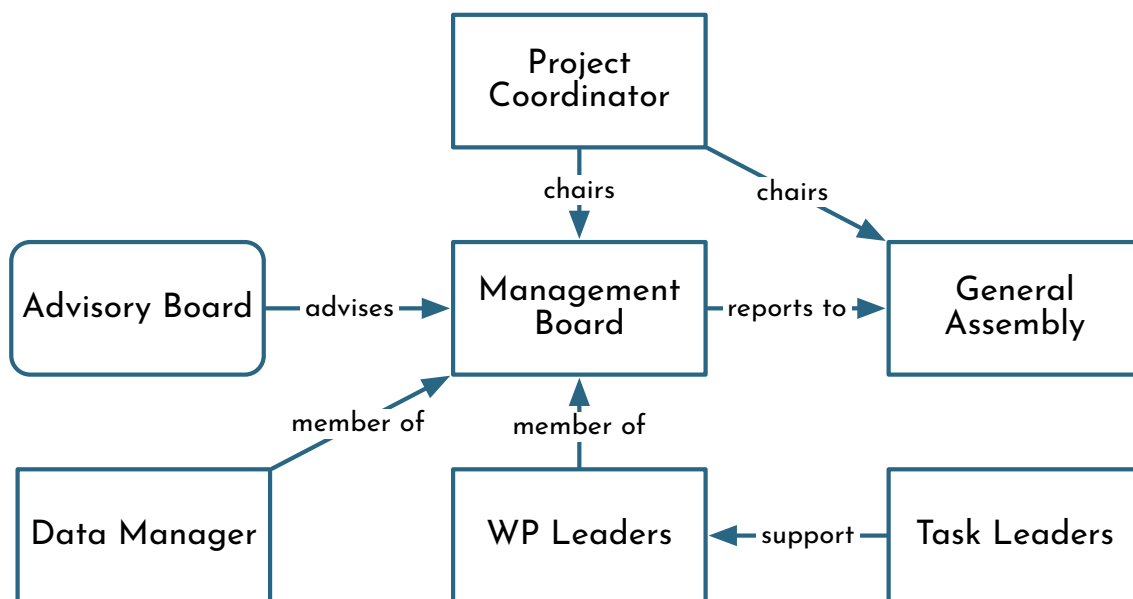 Project
Coordinator
chairs
chairs
Advisory Board
advises
Management
Board
reports to
General
Assembly
member of
member of
Data Manager
WP Leaders
support
Task Leaders